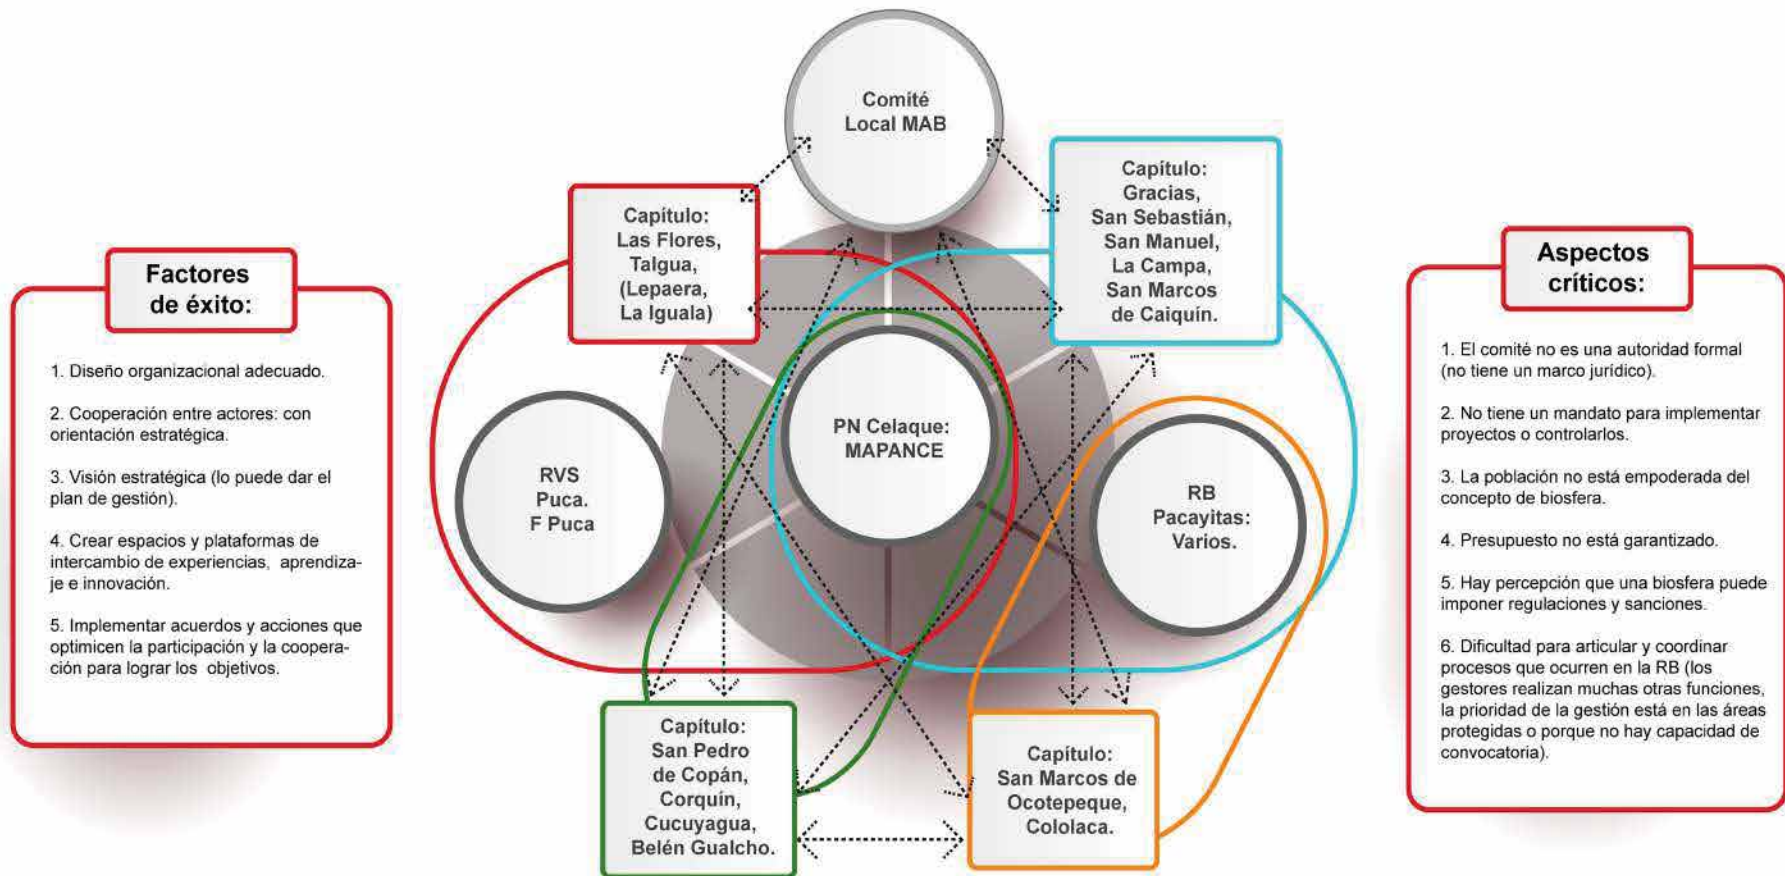 Factores
de éxito:
1. Diseño organizacional adecuado.
2. Cooperación entre actores: con
orientación estratégica.
3. Visión estratégica (lo puede dar el
plan de gestión).
4. Crear espacios y plataformas de
intercambio de experiencias, aprendiza-
je e innovación.
5. Implementar acuerdos y acciones que
optimicen la participación y la coopera-
ción para lograr los objetivos.
Comité
Local MAB
Capítulo:
Las Flores,
Talgua,
(Lepaera,
La Iguala)
Capítulo:
Gracias,
San Sebastián,
San Manuel,
La Campa,
San Marcos
de Caiquín.
RVS
Puca.
F Puca
PN Celaque:
MAPANCE
RB
Pacayitas:
Varios.
Capítulo:
San Pedro
de Copán,
Corquín,
Cucuyagua,
Belén Gualcho.
Capítulo:
San Marcos de
Ocotepeque,
Cololaca.
Aspectos
críticos:
1. El comité no es una autoridad formal
(no tiene un marco jurídico).
2. No tiene un mandato para implementar
proyectos o controlarlos.
3. La población no está empoderada del
concepto de biosfera.
4. Presupuesto no está garantizado.
5. Hay percepción que una biosfera puede
imponer regulaciones y sanciones.
6. Dificultad para articular y coordinar
procesos que ocurren en la RB (los
gestores realizan muchas otras funciones,
la prioridad de la gestión está en las áreas
protegidas o porque no hay capacidad de
convocatoria).